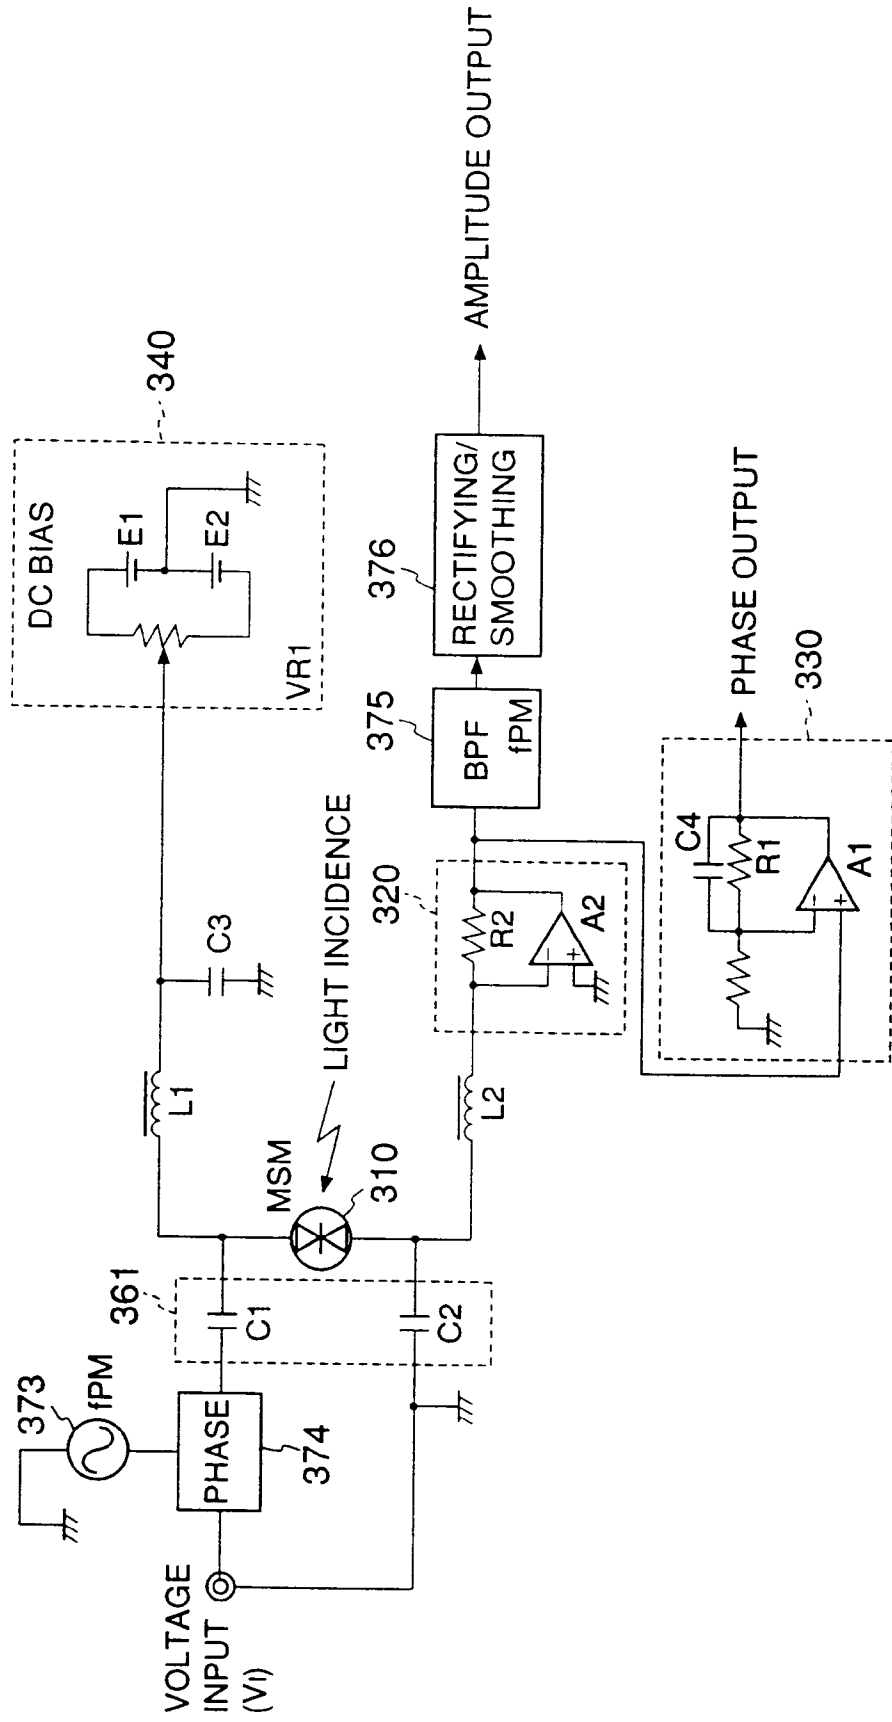 VOLTAGE
INPUT
(VI)
373
fPM
PHASE
374
361
C1
C2
MSM
310
LIGHT INCIDENCE
L1
C3
340
DC BIAS
E1
E2
VR1
L2
320
R2
A2
−
+
375
BPF
fPM
376
RECTIFYING/
SMOOTHING
AMPLITUDE OUTPUT
330
C4
R1
A1
−
+
PHASE OUTPUT